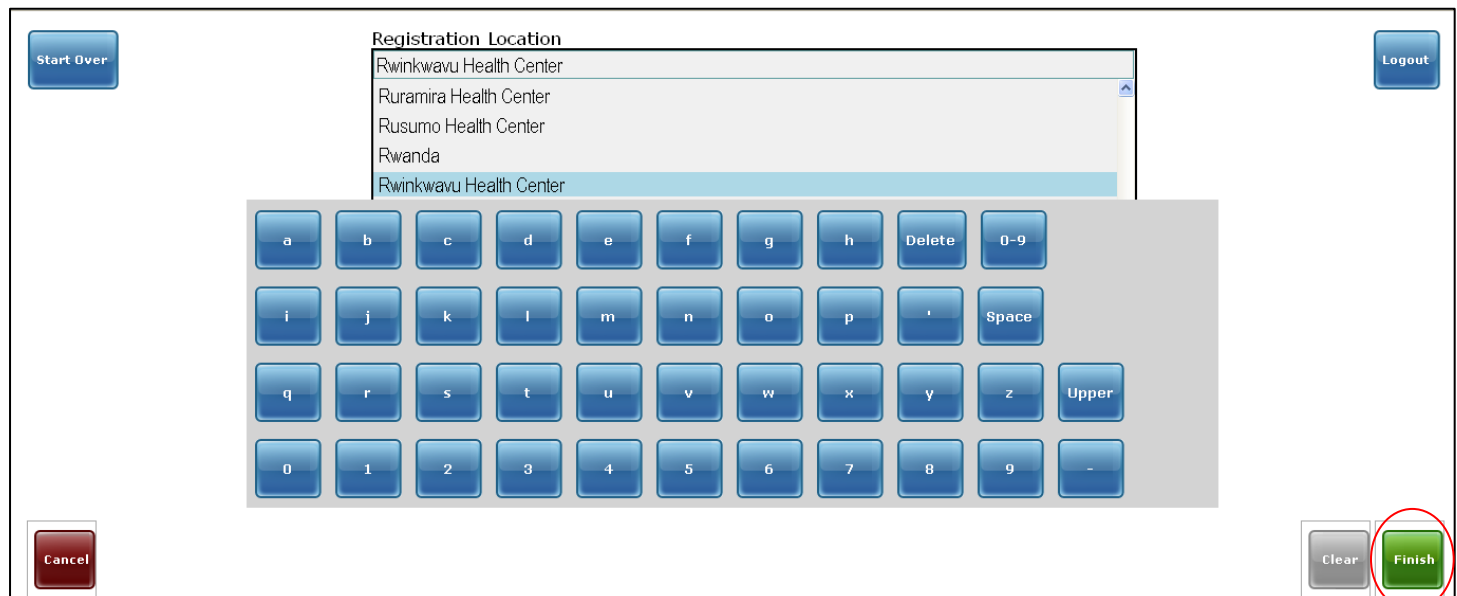 Registration Location
Start Over
Rwinkwavu Health Center
Logout
Ruramira Health Center
Rusumo Health Center
Rwanda
Rwinkwavu Health Center
a b c d e f g h Delete 0-9
i j k l m n o p ' Space
q r s t u v w x y z Upper
0 1 2 3 4 5 6 7 8 9 -
Cancel
Clear
Finish